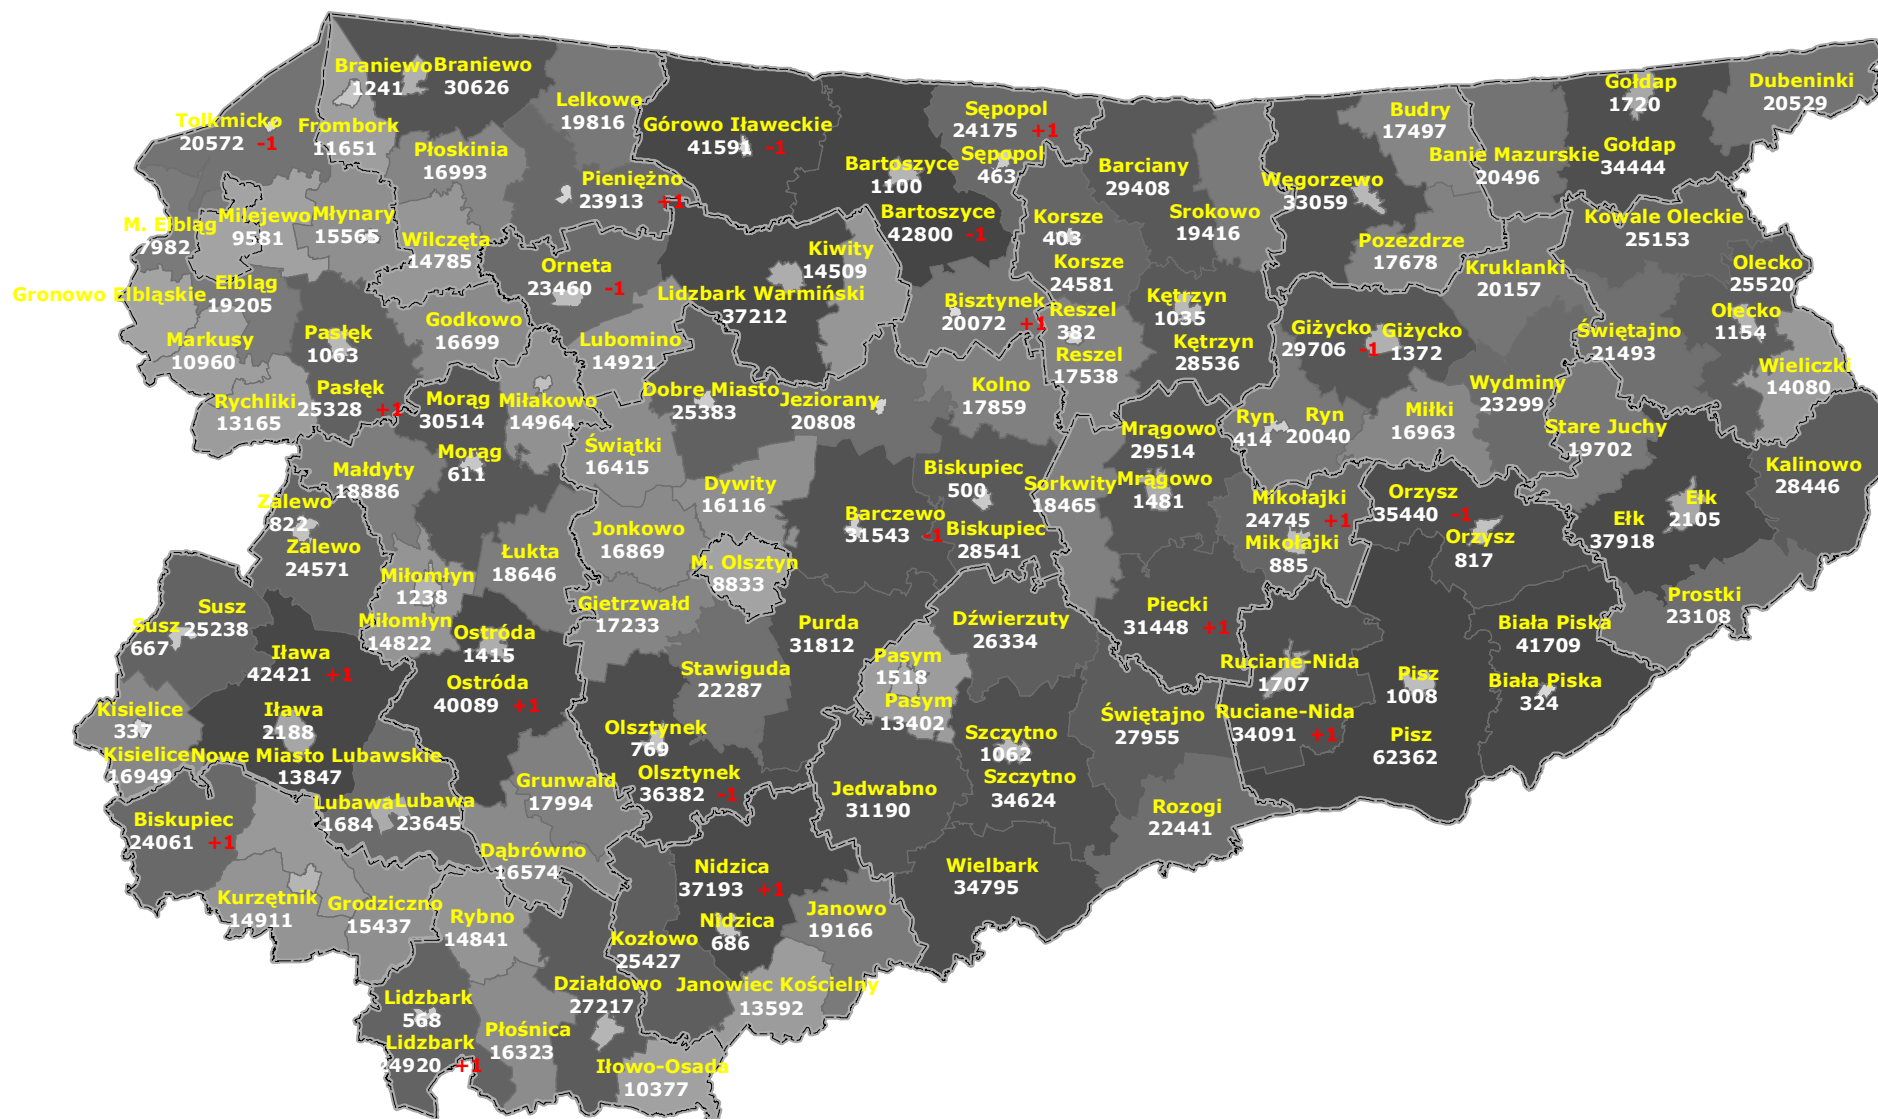 Braniewo
1241
Braniewo
30626
Lelkowo
19816
Tolkmicko
20572 -1
Frombork
11651
Płoskinia
16993
Górowo Iławeckie
41591 -1
Sępopol
24175 +1
Sępopol
463
Bartoszyce
1100
Bartoszyce
42800 -1
Barciany
29408
Srokowo
19416
Węgorzewo
33059
Budry
17497
Banie Mazurskie
20496
Gołdap
1720
Gołdap
34444
Dubeninki
20529
Pieniężno
23913 +1
M. Elbląg
7982
Milejewo
9581
Młynary
15565
Wilczęta
14785
Orneta
23460 -1
Kiwity
14509
Lidzbark Warmiński
37212
Korsze
403
Korsze
24581
Pozezdrze
17678
Kruklanki
20157
Kowale Oleckie
25153
Olecko
25520
Olecko
1154
Gronowo Elbląskie
Elbląg
19205
Markusy
10960
Pasłęk
1063
Godkowo
16699
Lubomino
14921
Bisztynek
20072 +1
Reszel
382
Reszel
17538
Kętrzyn
1035
Kętrzyn
28536
Giżycko
29706 -1
Giżycko
1372
Świętajno
21493
Wieliczki
14080
Rychliki
13165
Pasłęk
25328 +1
Morąg
30514
Miłakowo
14964
Dobre Miasto
25383
Jeziorany
20808
Kolno
17859
Mrągowo
29514
Ryn
414
Ryn
20040
Miłki
16963
Wydminy
23299
Stare Juchy
19702
Kalinowo
28446
Małdyty
18886
Morąg
611
Świątki
16415
Dywity
16116
Biskupiec
500
Sorkwity
18465
Mrągowo
1481
Mikołajki
24745 +1
Mikołajki
885
Orzysz
35440 -1
Orzysz
817
Ełk
2105
Ełk
37918
Zalewo
822
Zalewo
24571
Łukta
18646
Jonkowo
16869
M. Olsztyn
8833
Barczewo
31543 -1
Biskupiec
28541
Miłomłyn
1238
Miłomłyn
14822
Gietrzwałd
17233
Purda
31812
Dźwierzuty
26334
Piecki
31448 +1
Prostki
23108
Susz
25238
Susz
667
Iława
42421 +1
Ostróda
1415
Ostróda
40089 +1
Stawiguda
22287
Pasym
1518
Pasym
13402
Ruciane-Nida
1707
Ruciane-Nida
34091 +1
Pisz
1008
Pisz
62362
Biała Piska
41709
Biała Piska
324
Kisielice
337
Kisielice
16949
Iława
2188
Nowe Miasto Lubawskie
13847
Olsztynek
769
Olsztynek
36382 -1
Szczytno
1062
Szczytno
34624
Świętajno
27955
Biskupiec
24061 +1
Lubawa
1684
Lubawa
23645
Grunwald
17994
Jedwabno
31190
Rozogi
22441
Dąbrówno
16574
Nidzica
37193 +1
Nidzica
686
Wielbark
34795
Kurzętnik
14911
Grodziczno
15437
Rybno
14841
Kozłowo
25427
Janowo
19166
Lidzbark
568
Lidzbark
24920 +1
Płośnica
16323
Działdowo
27217
Janowiec Kościelny
13592
Iłowo-Osada
10377